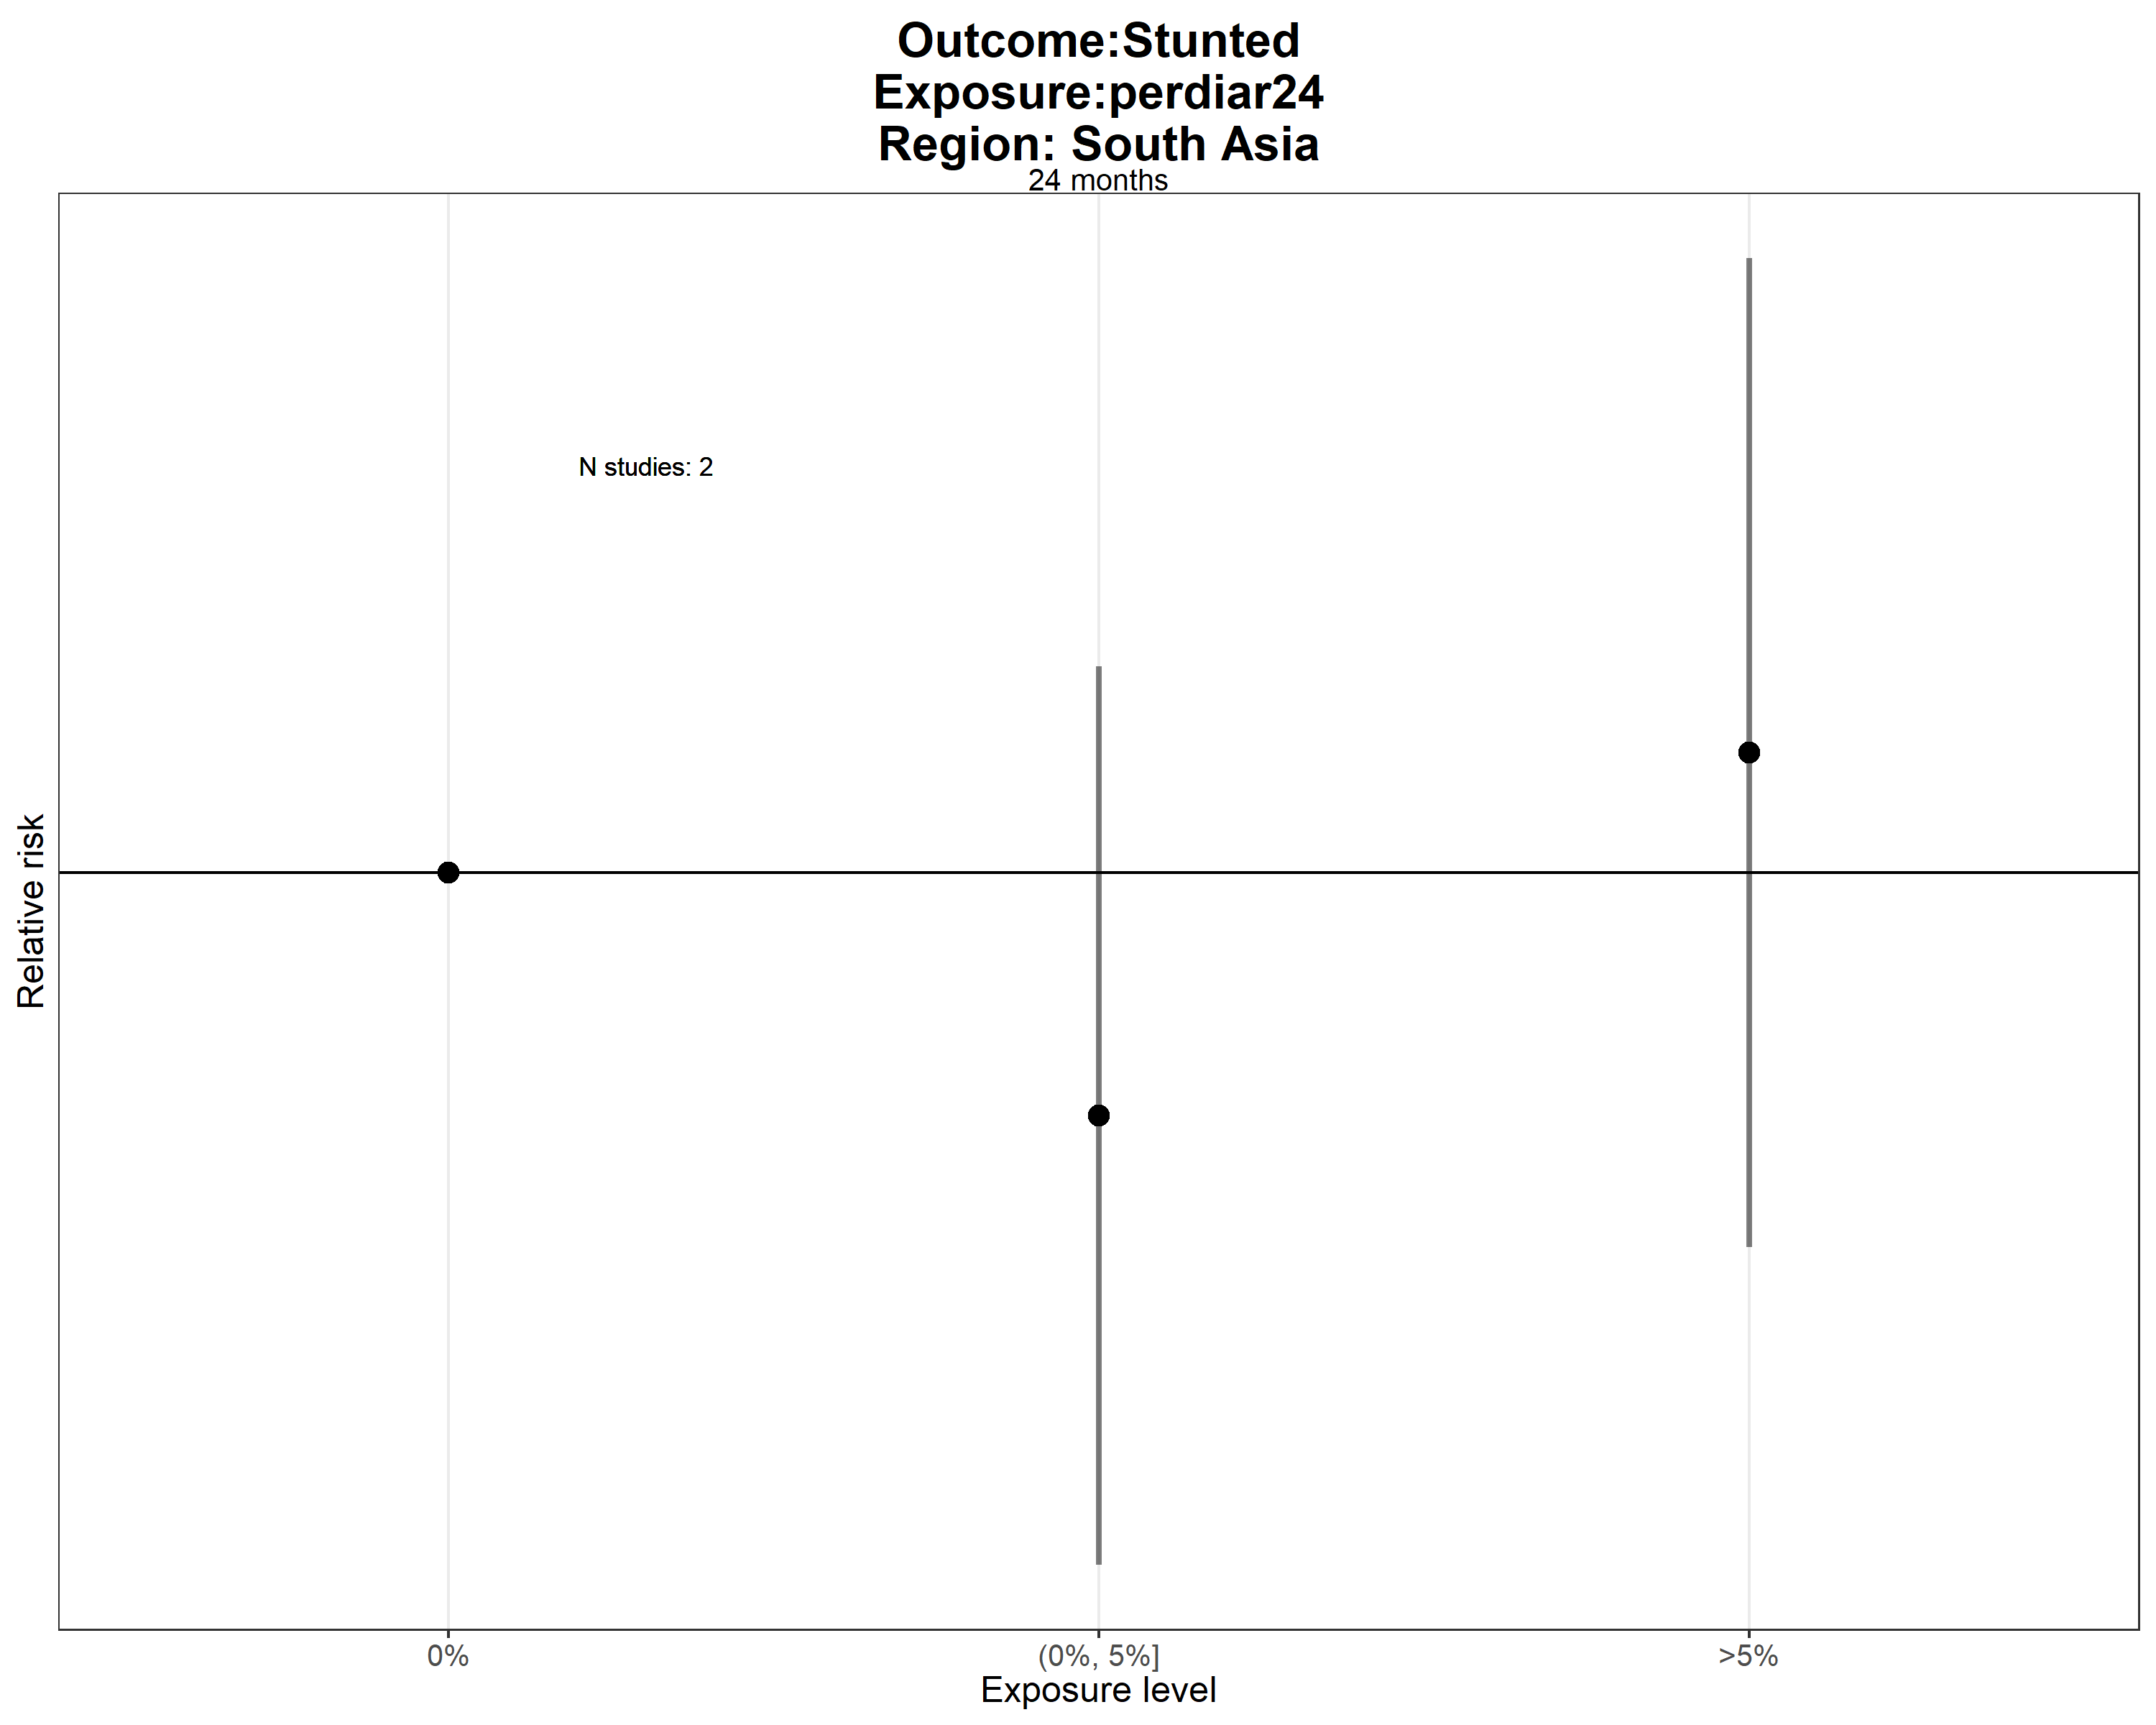 Outcome:Stunted
Exposure:perdiar24
Region: South Asia
24 months
N studies: 2
Relative risk
0%
(0%, 5%]
>5%
Exposure level